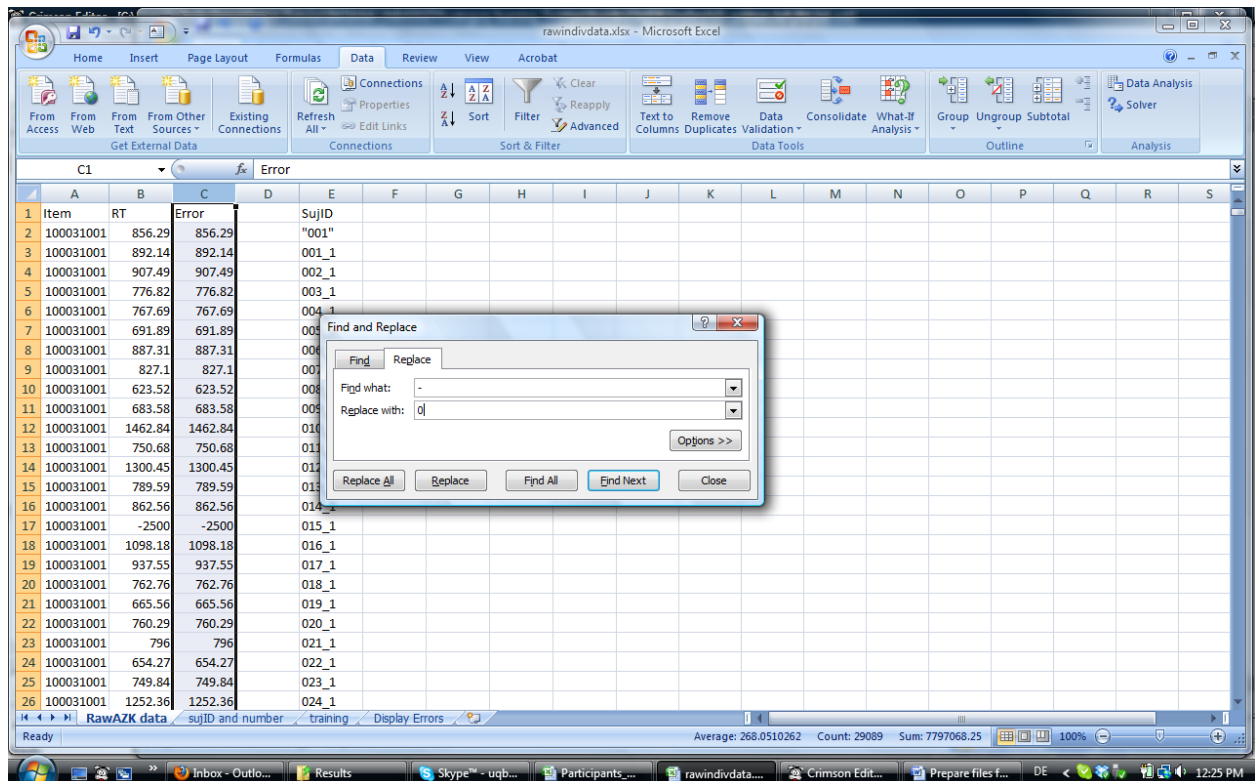 Crimson Editor - [C:\
rawindivdata.xlsx - Microsoft Excel
Home Insert Page Layout Formulas Data Review View Acrobat
From Access From Web From Text From Other Sources Existing Connections
Get External Data
Refresh All Connections Properties Edit Links
Connections
Sort Filter Clear Reapply Advanced
Sort & Filter
Text to Columns Remove Duplicates Data Validation Consolidate What-If Analysis
Data Tools
Group Ungroup Subtotal
Outline
Data Analysis
Solver
Analysis
C1 fx Error
A B C D E F G H I J K L M N O P Q R S
1 Item RT Error SujID
2 100031001 856.29 856.29 "001"
3 100031001 892.14 892.14 001_1
4 100031001 907.49 907.49 002_1
5 100031001 776.82 776.82 003_1
6 100031001 767.69 767.69 004_1
7 100031001 691.89 691.89 005
8 100031001 887.31 887.31 006
9 100031001 827.1 827.1 007
10 100031001 623.52 623.52 008
11 100031001 683.58 683.58 009
12 100031001 1462.84 1462.84 010
13 100031001 750.68 750.68 011
14 100031001 1300.45 1300.45 012
15 100031001 789.59 789.59 013
16 100031001 862.56 862.56 014_1
17 100031001 -2500 -2500 015_1
18 100031001 1098.18 1098.18 016_1
19 100031001 937.55 937.55 017_1
20 100031001 762.76 762.76 018_1
21 100031001 665.56 665.56 019_1
22 100031001 760.29 760.29 020_1
23 100031001 796 796 021_1
24 100031001 654.27 654.27 022_1
25 100031001 749.84 749.84 023_1
26 100031001 1252.36 1252.36 024_1
Find and Replace
Find Replace
Find what: -
Replace with: 0
Options >>
Replace All Replace Find All Find Next Close
RawAZK data sujID and number training Display Errors
Ready Average: 268.0510262 Count: 29089 Sum: 7797068.25 100%
Inbox - Outlo... Results Skype™ - uqb... Participants_... rawindivdata.... Crimson Edit... Prepare files f... DE 12:25 PM